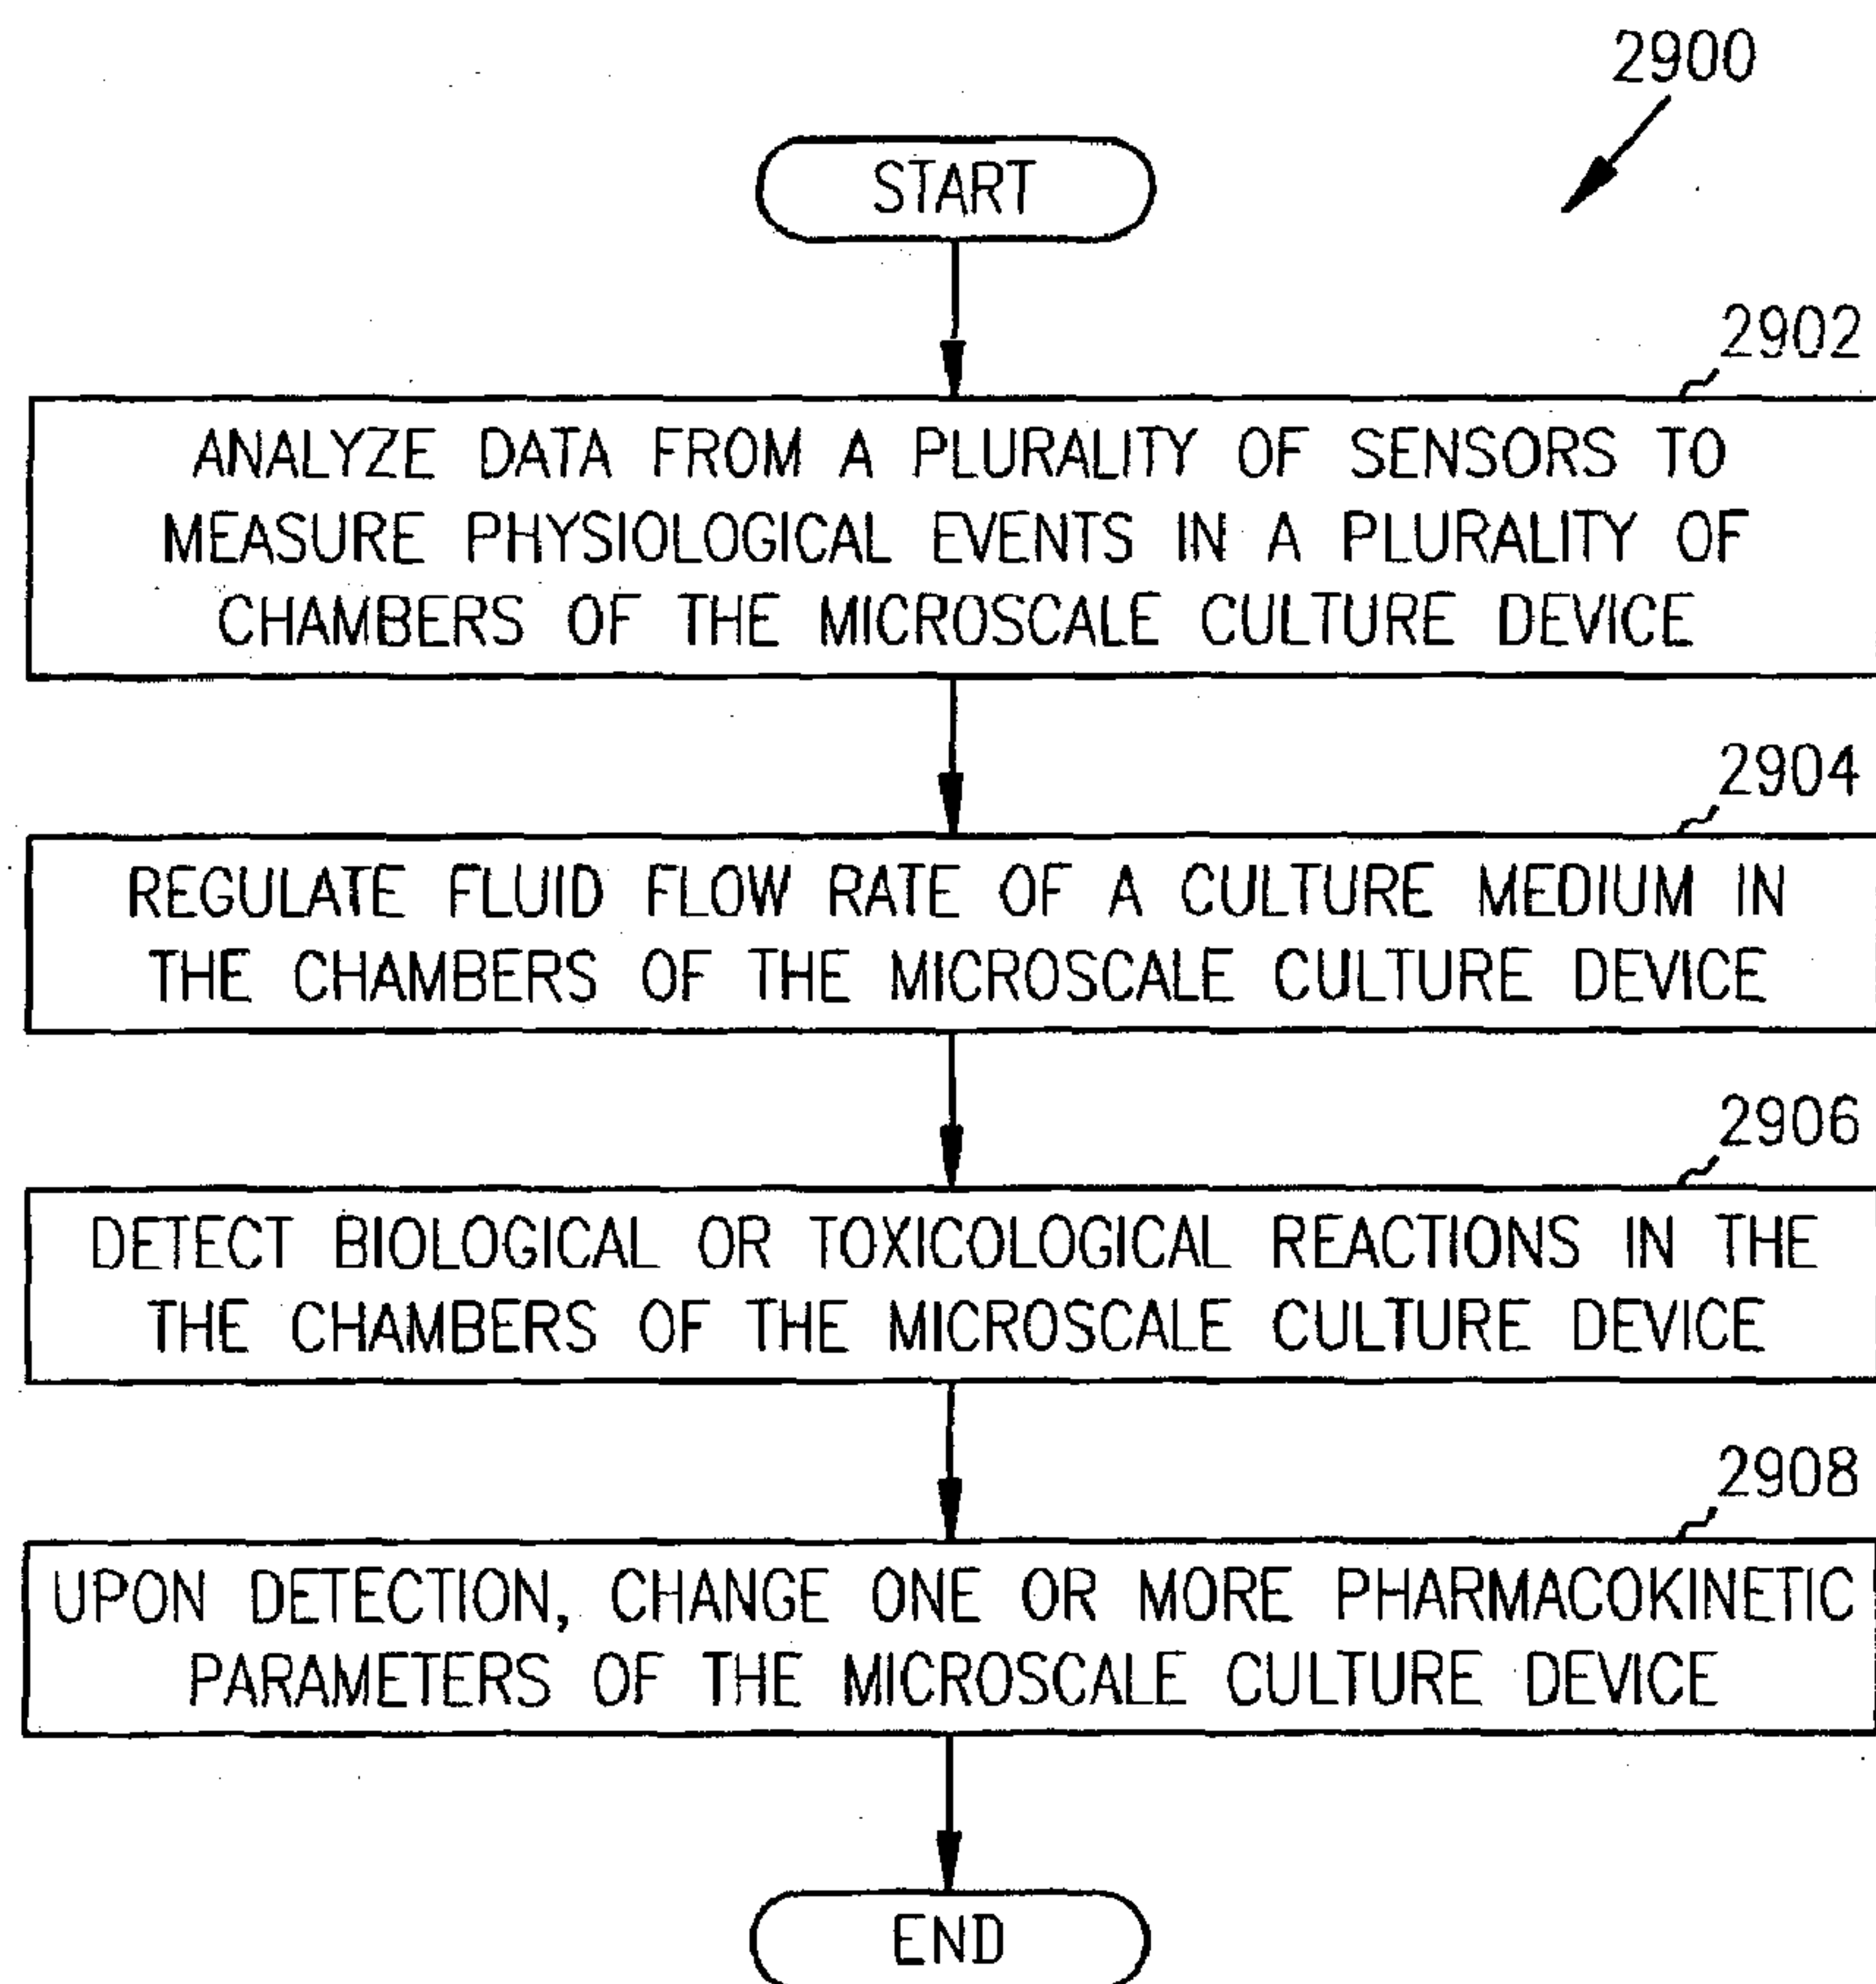 2900
START
2902
ANALYZE DATA FROM A PLURALITY OF SENSORS TO
MEASURE PHYSIOLOGICAL EVENTS IN A PLURALITY OF
CHAMBERS OF THE MICROSCALE CULTURE DEVICE
2904
REGULATE FLUID FLOW RATE OF A CULTURE MEDIUM IN
THE CHAMBERS OF THE MICROSCALE CULTURE DEVICE
2906
DETECT BIOLOGICAL OR TOXICOLOGICAL REACTIONS IN THE
THE CHAMBERS OF THE MICROSCALE CULTURE DEVICE
2908
UPON DETECTION, CHANGE ONE OR MORE PHARMACOKINETIC
PARAMETERS OF THE MICROSCALE CULTURE DEVICE
END